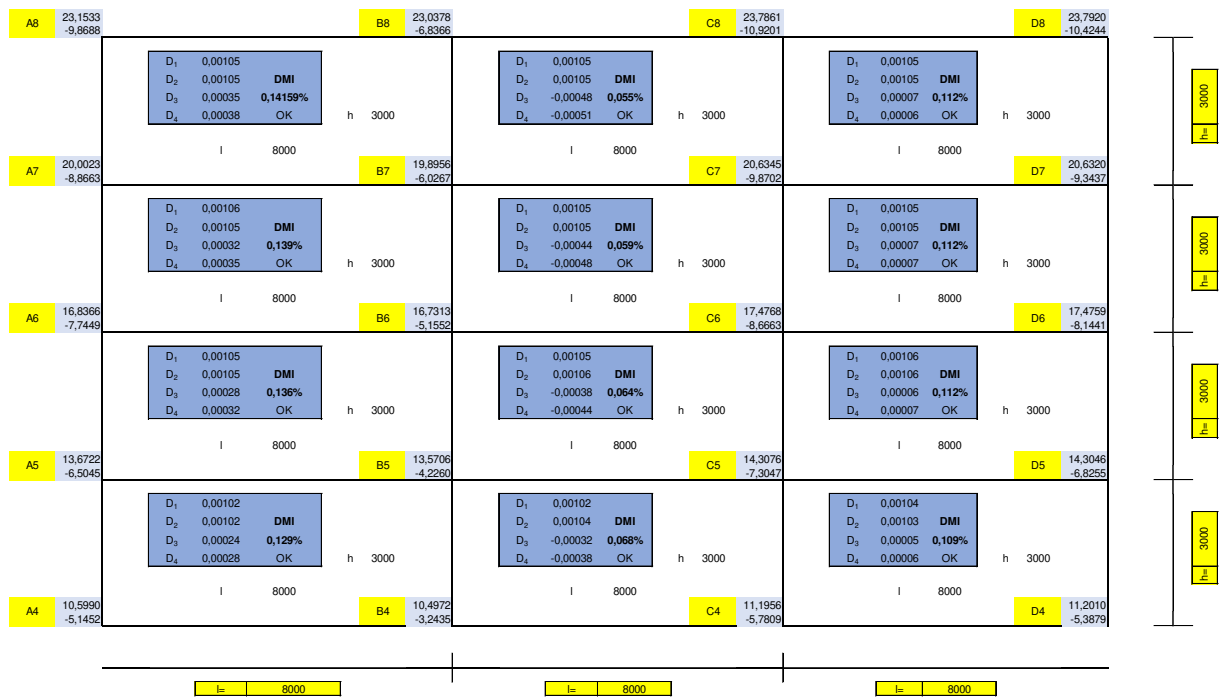 A8 23,1533 B8 23,0378 C8 23,7861 D8 23,7920
-9,8688 -6,8366 -10,9201 -10,4244
D₁ 0,00105 D₁ 0,00105 D₁ 0,00105
D₂ 0,00105 DMI D₂ 0,00105 DMI D₂ 0,00105 DMI
D₃ 0,00035 0,14159% D₃ -0,00048 0,055% D₃ 0,00007 0,112%
D₄ 0,00038 OK h 3000 D₄ -0,00051 OK h 3000 D₄ 0,00006 OK h 3000
h= 3000
l 8000 l 8000 l 8000
A7 20,0023 B7 19,8956 C7 20,6345 D7 20,6320
-8,8663 -6,0267 -9,8702 -9,3437
D₁ 0,00106 D₁ 0,00105 D₁ 0,00105
D₂ 0,00105 DMI D₂ 0,00105 DMI D₂ 0,00105 DMI
D₃ 0,00032 0,139% D₃ -0,00044 0,059% D₃ 0,00007 0,112%
D₄ 0,00035 OK h 3000 D₄ -0,00048 OK h 3000 D₄ 0,00007 OK h 3000
h= 3000
l 8000 l 8000 l 8000
A6 16,8366 B6 16,7313 C6 17,4768 D6 17,4759
-7,7449 -5,1552 -8,6663 -8,1441
D₁ 0,00105 D₁ 0,00105 D₁ 0,00106
D₂ 0,00105 DMI D₂ 0,00106 DMI D₂ 0,00106 DMI
D₃ 0,00028 0,136% D₃ -0,00038 0,064% D₃ 0,00006 0,112%
D₄ 0,00032 OK h 3000 D₄ -0,00044 OK h 3000 D₄ 0,00007 OK h 3000
h= 3000
l 8000 l 8000 l 8000
A5 13,6722 B5 13,5706 C5 14,3076 D5 14,3046
-6,5045 -4,2260 -7,3047 -6,8255
D₁ 0,00102 D₁ 0,00102 D₁ 0,00104
D₂ 0,00102 DMI D₂ 0,00104 DMI D₂ 0,00103 DMI
D₃ 0,00024 0,129% D₃ -0,00032 0,068% D₃ 0,00005 0,109%
D₄ 0,00028 OK h 3000 D₄ -0,00038 OK h 3000 D₄ 0,00006 OK h 3000
h= 3000
l 8000 l 8000 l 8000
A4 10,5990 B4 10,4972 C4 11,1956 D4 11,2010
-5,1452 -3,2435 -5,7809 -5,3879
l= 8000 l= 8000 l= 8000